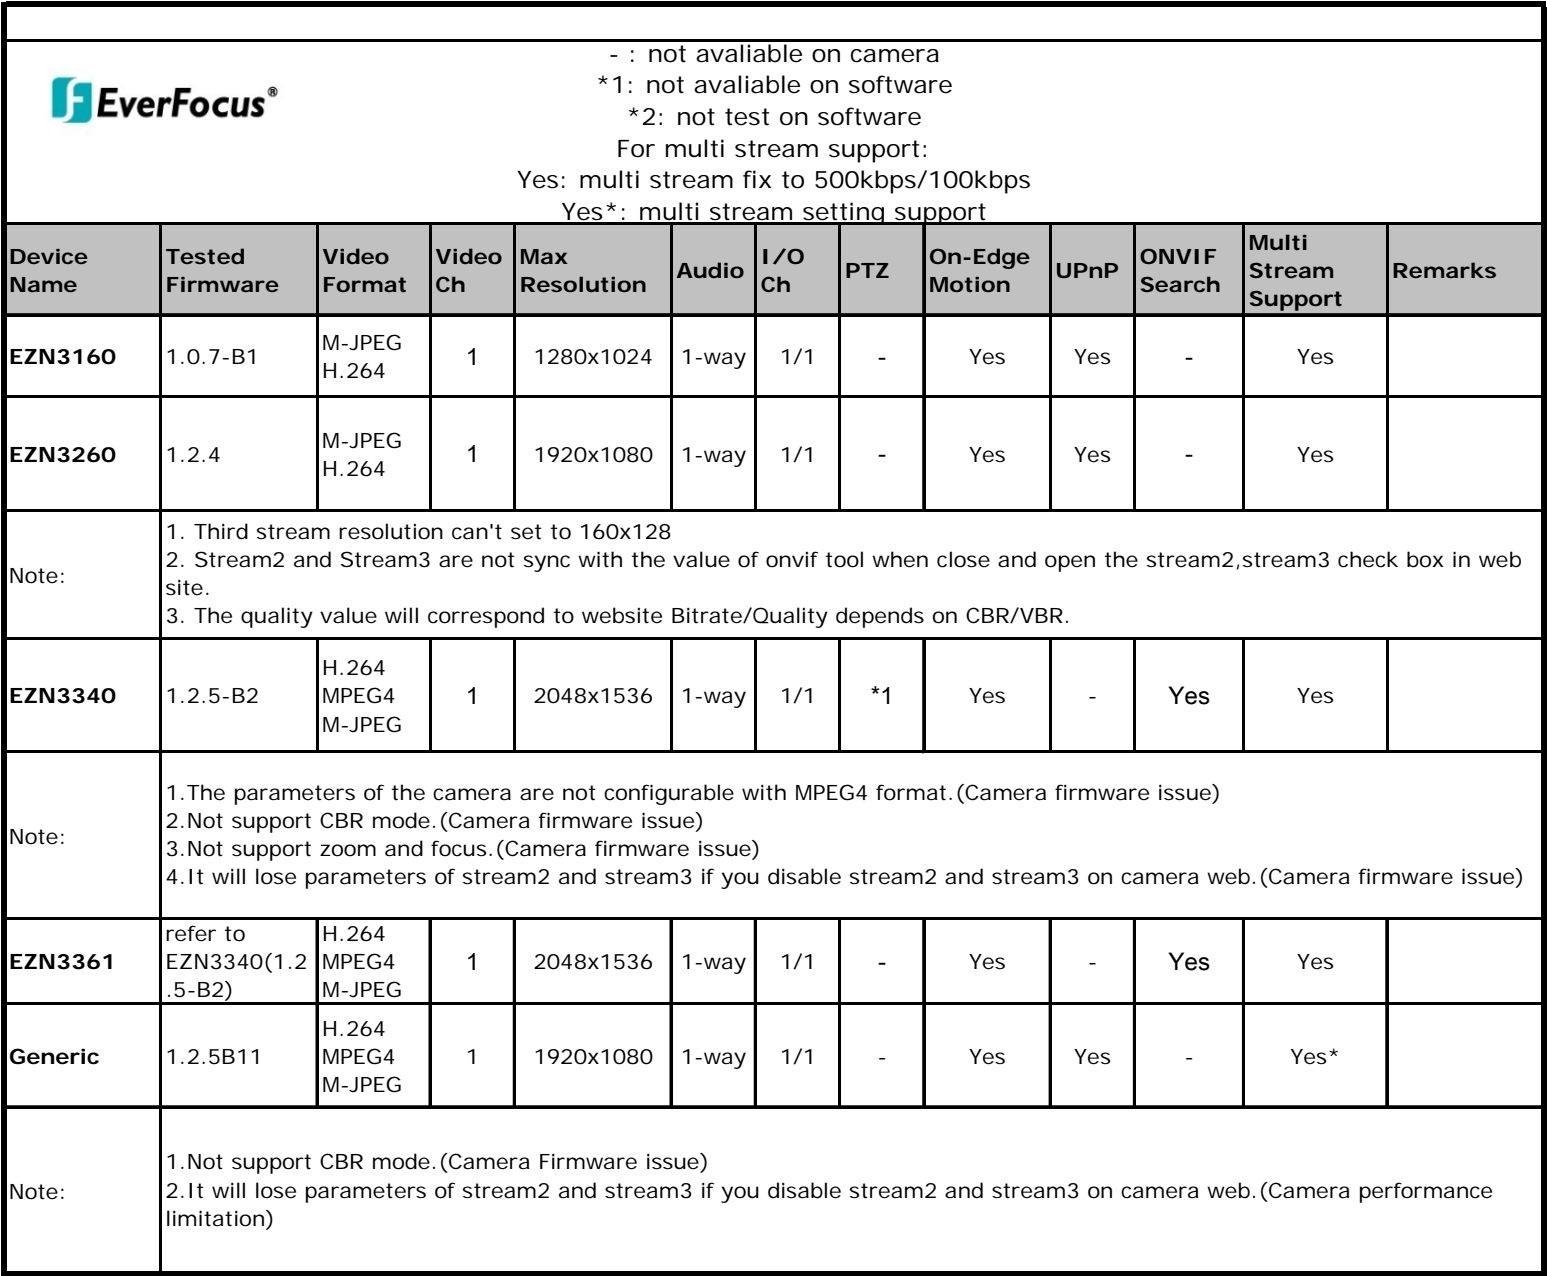 EverFocus®
- : not avaliable on camera
*1: not avaliable on software
*2: not test on software
For multi stream support:
Yes: multi stream fix to 500kbps/100kbps
Yes*: multi stream setting support
Device Name Tested Firmware Video Format Video Ch Max Resolution Audio I/O Ch PTZ On-Edge Motion UPnP ONVIF Search Multi Stream Support Remarks
EZN3160 1.0.7-B1 M-JPEG H.264 1 1280x1024 1-way 1/1 - Yes Yes - Yes
EZN3260 1.2.4 M-JPEG H.264 1 1920x1080 1-way 1/1 - Yes Yes - Yes
Note:
1. Third stream resolution can't set to 160x128
2. Stream2 and Stream3 are not sync with the value of onvif tool when close and open the stream2,stream3 check box in web
site.
3. The quality value will correspond to website Bitrate/Quality depends on CBR/VBR.
EZN3340 1.2.5-B2 H.264 MPEG4 M-JPEG 1 2048x1536 1-way 1/1 *1 Yes - Yes Yes
Note:
1.The parameters of the camera are not configurable with MPEG4 format.(Camera firmware issue)
2.Not support CBR mode.(Camera firmware issue)
3.Not support zoom and focus.(Camera firmware issue)
4.It will lose parameters of stream2 and stream3 if you disable stream2 and stream3 on camera web.(Camera firmware issue)
EZN3361 refer to EZN3340(1.2.5-B2) H.264 MPEG4 M-JPEG 1 2048x1536 1-way 1/1 - Yes - Yes Yes
Generic 1.2.5B11 H.264 MPEG4 M-JPEG 1 1920x1080 1-way 1/1 - Yes Yes - Yes*
Note:
1.Not support CBR mode.(Camera Firmware issue)
2.It will lose parameters of stream2 and stream3 if you disable stream2 and stream3 on camera web.(Camera performance
limitation)